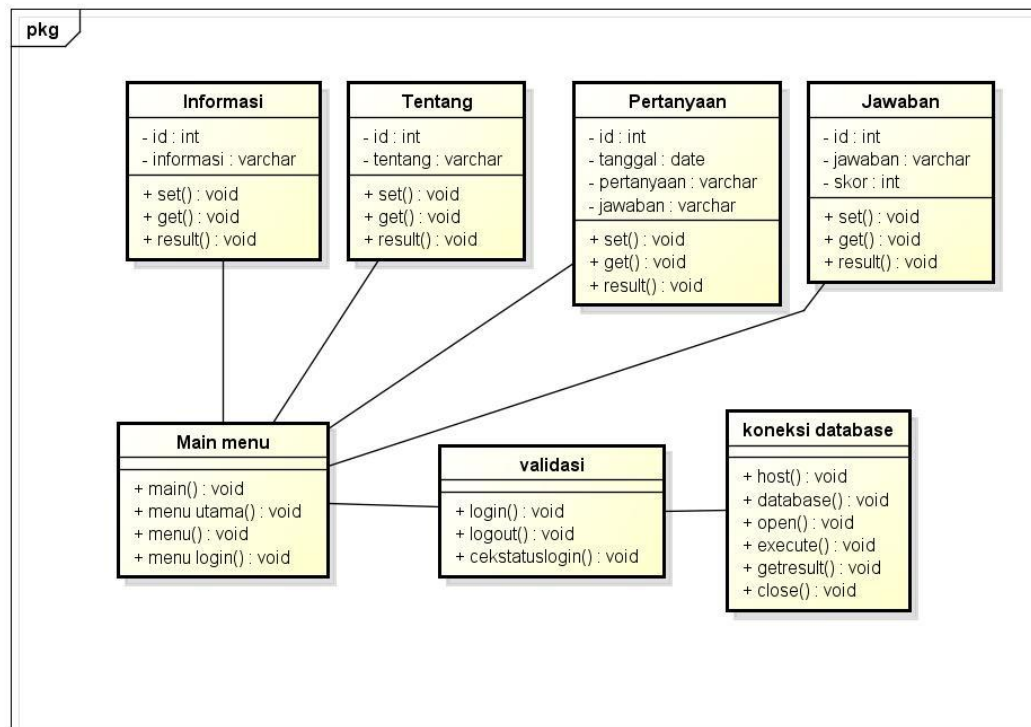 pkg
Informasi
- id : int
- informasi : varchar
+ set() : void
+ get() : void
+ result() : void
Tentang
- id : int
- tentang : varchar
+ set() : void
+ get() : void
+ result() : void
Pertanyaan
- id : int
- tanggal : date
- pertanyaan : varchar
- jawaban : varchar
+ set() : void
+ get() : void
+ result() : void
Jawaban
- id : int
- jawaban : varchar
- skor : int
+ set() : void
+ get() : void
+ result() : void
Main menu
+ main() : void
+ menu utama() : void
+ menu() : void
+ menu login() : void
validasi
+ login() : void
+ logout() : void
+ cekstatuslogin() : void
koneksi database
+ host() : void
+ database() : void
+ open() : void
+ execute() : void
+ getresult() : void
+ close() : void